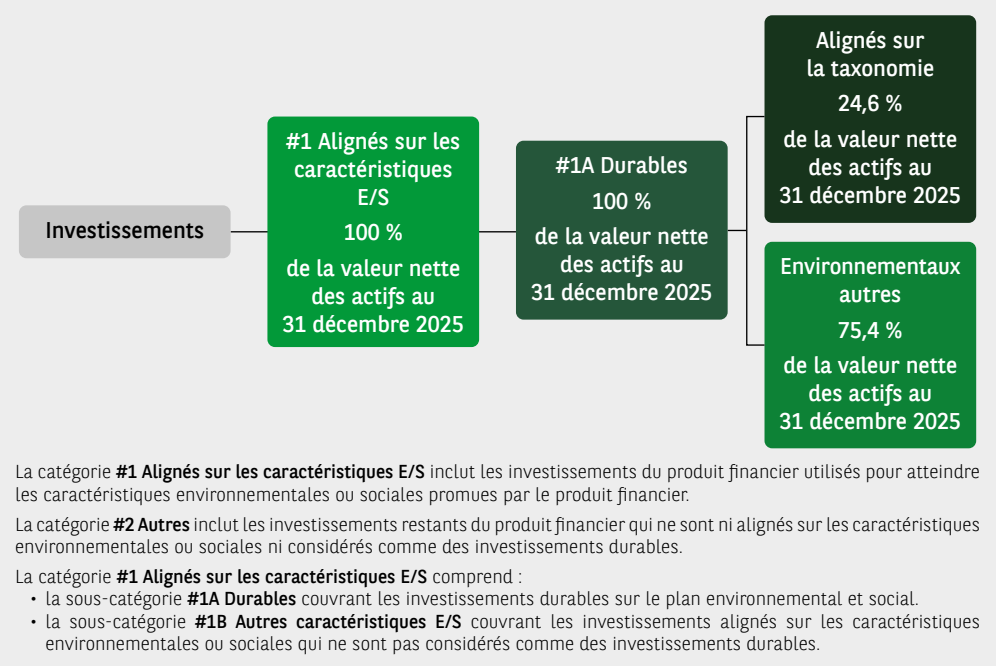 Investissements
#1 Alignés sur les
caractéristiques
E/S
100 %
de la valeur nette
des actifs au
31 décembre 2025
#1A Durables
100 %
de la valeur nette
des actifs au
31 décembre 2025
Alignés sur
la taxonomie
24,6 %
de la valeur nette
des actifs au
31 décembre 2025
Environnementaux
autres
75,4 %
de la valeur nette
des actifs au
31 décembre 2025
La catégorie #1 Alignés sur les caractéristiques E/S inclut les investissements du produit financier utilisés pour atteindre
les caractéristiques environnementales ou sociales promues par le produit financier.
La catégorie #2 Autres inclut les investissements restants du produit financier qui ne sont ni alignés sur les caractéristiques
environnementales ou sociales ni considérés comme des investissements durables.
La catégorie #1 Alignés sur les caractéristiques E/S comprend :
• la sous-catégorie #1A Durables couvrant les investissements durables sur le plan environnemental et social.
• la sous-catégorie #1B Autres caractéristiques E/S couvrant les investissements alignés sur les caractéristiques
environnementales ou sociales qui ne sont pas considérés comme des investissements durables.